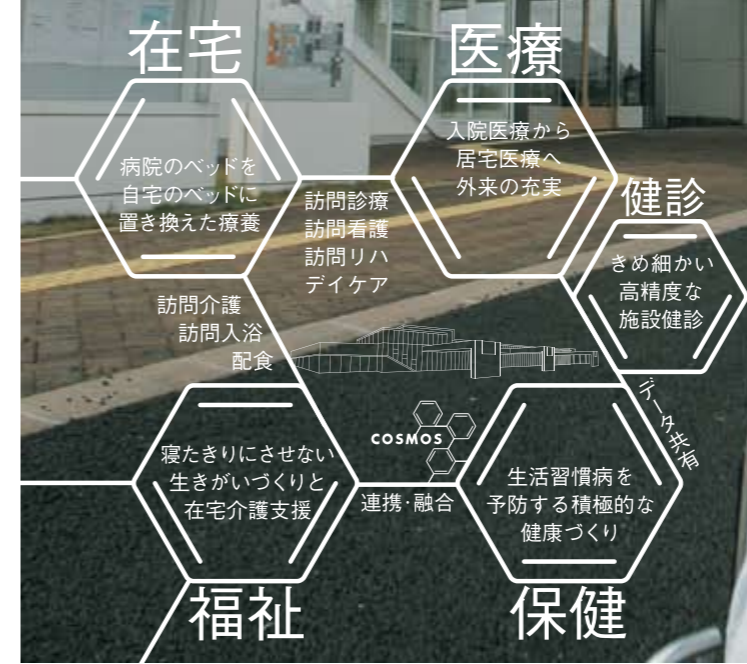 在宅
病院のベッドを
自宅のベッドに
置き換えた療養
医療
入院医療から
居宅医療へ
外来の充実
訪問診療
訪問看護
訪問リハ
デイケア
健診
きめ細かい
高精度な
施設健診
訪問介護
訪問入浴
配食
データ共有
COSMOS
寝たきりにさせない
生きがいづくりと
在宅介護支援
福祉
連携・融合
生活習慣病を
予防する積極的な
健康づくり
保健